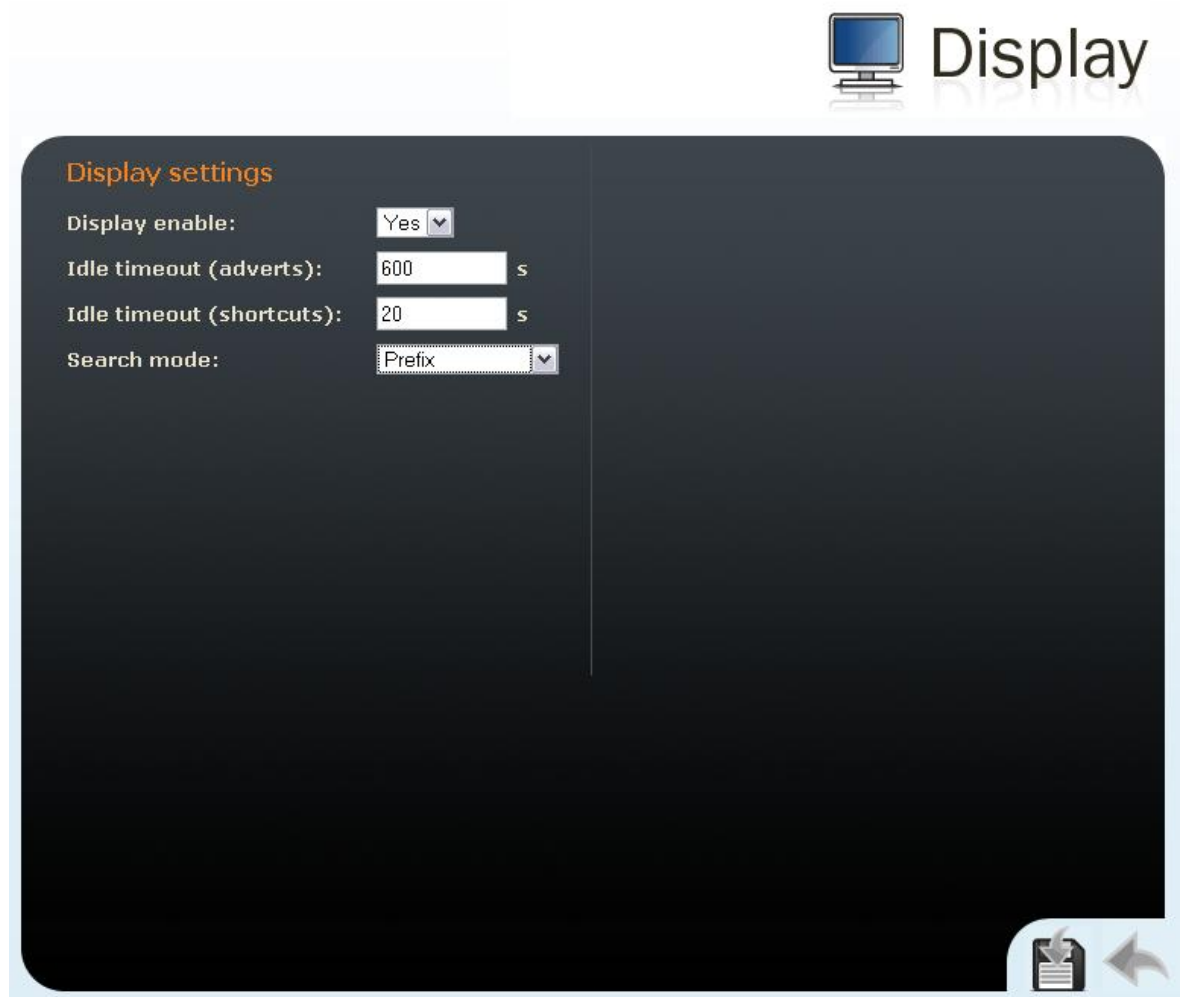 Display
Display settings
Display enable: Yes
Idle timeout (adverts): 600 s
Idle timeout (shortcuts): 20 s
Search mode: Prefix